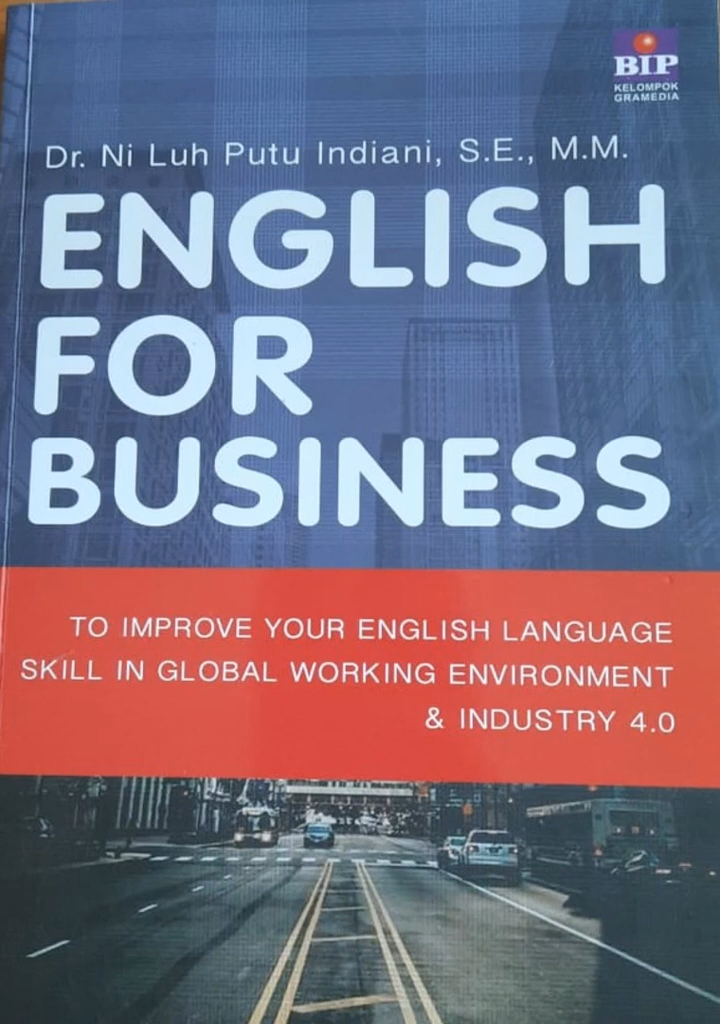 BIP
KELOMPOK
GRAMEDIA
Dr. Ni Luh Putu Indiani, S.E., M.M.
ENGLISH
FOR
BUSINESS
TO IMPROVE YOUR ENGLISH LANGUAGE
SKILL IN GLOBAL WORKING ENVIRONMENT
& INDUSTRY 4.0